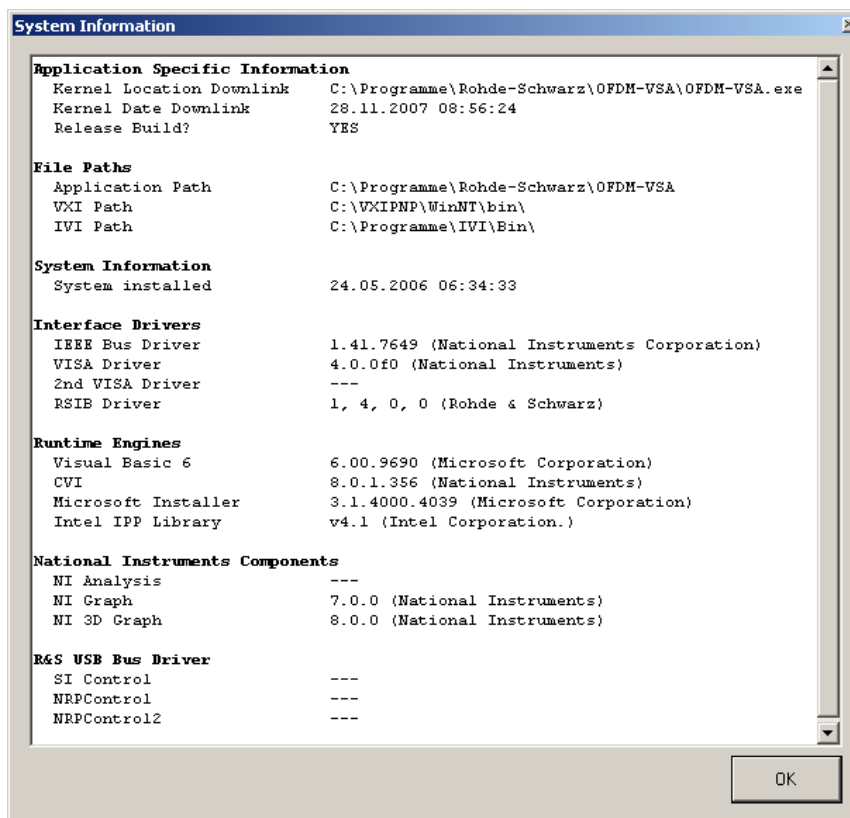 System Information
Application Specific Information
Kernel Location Downlink C:\Programme\Rohde-Schwarz\OFDM-VSA\OFDM-VSA.exe
Kernel Date Downlink 28.11.2007 08:56:24
Release Build? YES
File Paths
Application Path C:\Programme\Rohde-Schwarz\OFDM-VSA
VXI Path C:\VXIPNP\WinNT\bin\
IVI Path C:\Programme\IVI\Bin\
System Information
System installed 24.05.2006 06:34:33
Interface Drivers
IEEE Bus Driver 1.41.7649 (National Instruments Corporation)
VISA Driver 4.0.0f0 (National Instruments)
2nd VISA Driver ---
RSIB Driver 1, 4, 0, 0 (Rohde & Schwarz)
Runtime Engines
Visual Basic 6 6.00.9690 (Microsoft Corporation)
CVI 8.0.1.356 (National Instruments)
Microsoft Installer 3.1.4000.4039 (Microsoft Corporation)
Intel IPP Library v4.1 (Intel Corporation.)
National Instruments Components
NI Analysis ---
NI Graph 7.0.0 (National Instruments)
NI 3D Graph 8.0.0 (National Instruments)
R&S USB Bus Driver
SI Control ---
NRPControl ---
NRPControl2 ---
OK